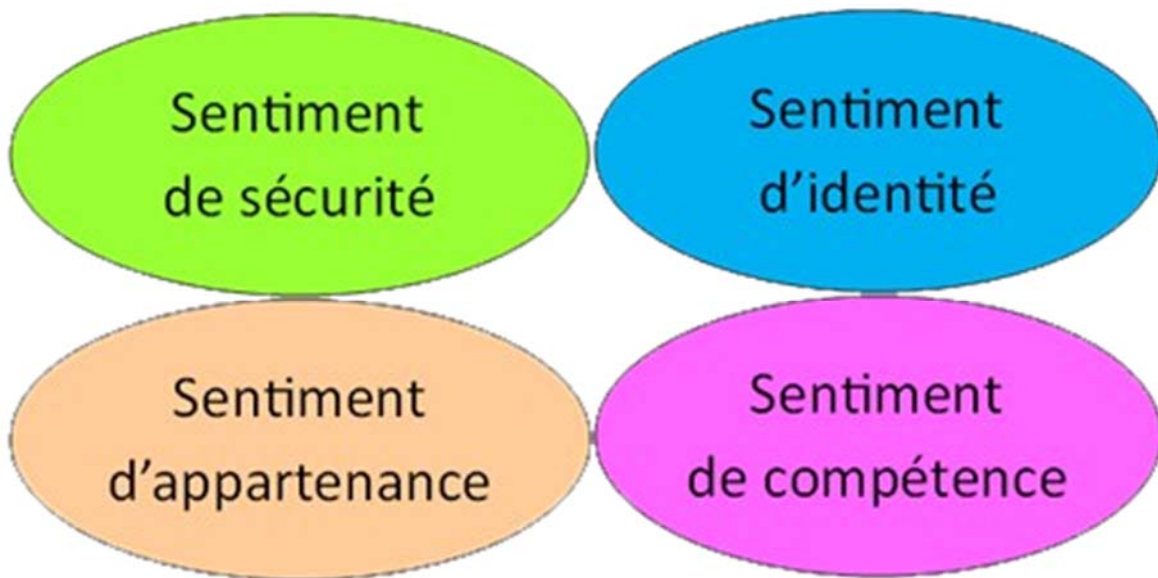 Sentiment
de sécurité
Sentiment
d’identité
Sentiment
d’appartenance
Sentiment
de compétence